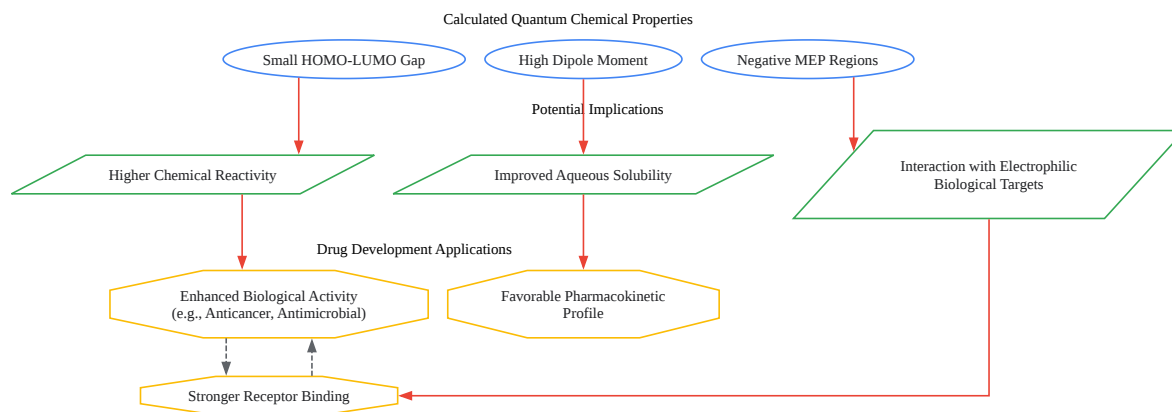 Calculated Quantum Chemical Properties
Small HOMO-LUMO Gap
High Dipole Moment
Negative MEP Regions
Potential Implications
Higher Chemical Reactivity
Improved Aqueous Solubility
Interaction with Electrophilic
Biological Targets
Drug Development Applications
Enhanced Biological Activity
(e.g., Anticancer, Antimicrobial)
Favorable Pharmacokinetic
Profile
Stronger Receptor Binding